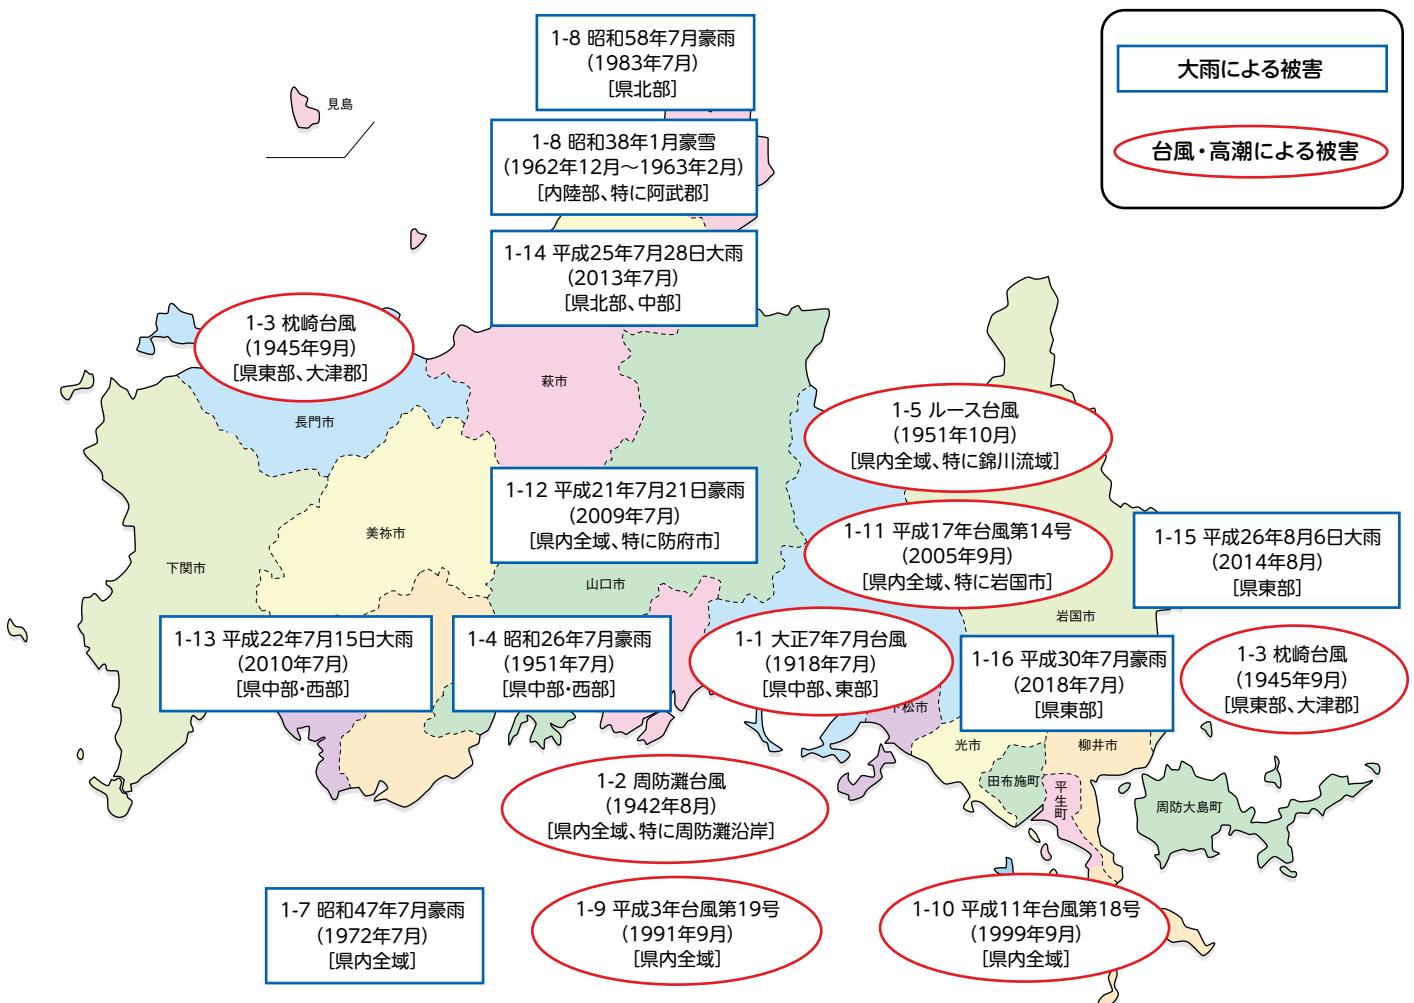 1-8 昭和58年7月豪雨
(1983年7月)
[県北部]
大雨による被害
台風・高潮による被害
見島
1-8 昭和38年1月豪雪
(1962年12月～1963年2月)
[内陸部、特に阿武郡]
1-14 平成25年7月28日大雨
(2013年7月)
[県北部、中部]
1-3 枕崎台風
(1945年9月)
[県東部、大津郡]
萩市
長門市
1-5 ルース台風
(1951年10月)
[県内全域、特に錦川流域]
1-12 平成21年7月21日豪雨
(2009年7月)
[県内全域、特に防府市]
美祢市
下関市
山口市
1-11 平成17年台風第14号
(2005年9月)
[県内全域、特に岩国市]
1-15 平成26年8月6日大雨
(2014年8月)
[県東部]
岩国市
1-13 平成22年7月15日大雨
(2010年7月)
[県中部・西部]
1-4 昭和26年7月豪雨
(1951年7月)
[県中部・西部]
1-1 大正7年7月台風
(1918年7月)
[県中部、東部]
1-16 平成30年7月豪雨
(2018年7月)
[県東部]
1-3 枕崎台風
(1945年9月)
[県東部、大津郡]
下松市
光市
柳井市
田布施町
平生町
周防大島町
1-2 周防灘台風
(1942年8月)
[県内全域、特に周防灘沿岸]
1-7 昭和47年7月豪雨
(1972年7月)
[県内全域]
1-9 平成3年台風第19号
(1991年9月)
[県内全域]
1-10 平成11年台風第18号
(1999年9月)
[県内全域]